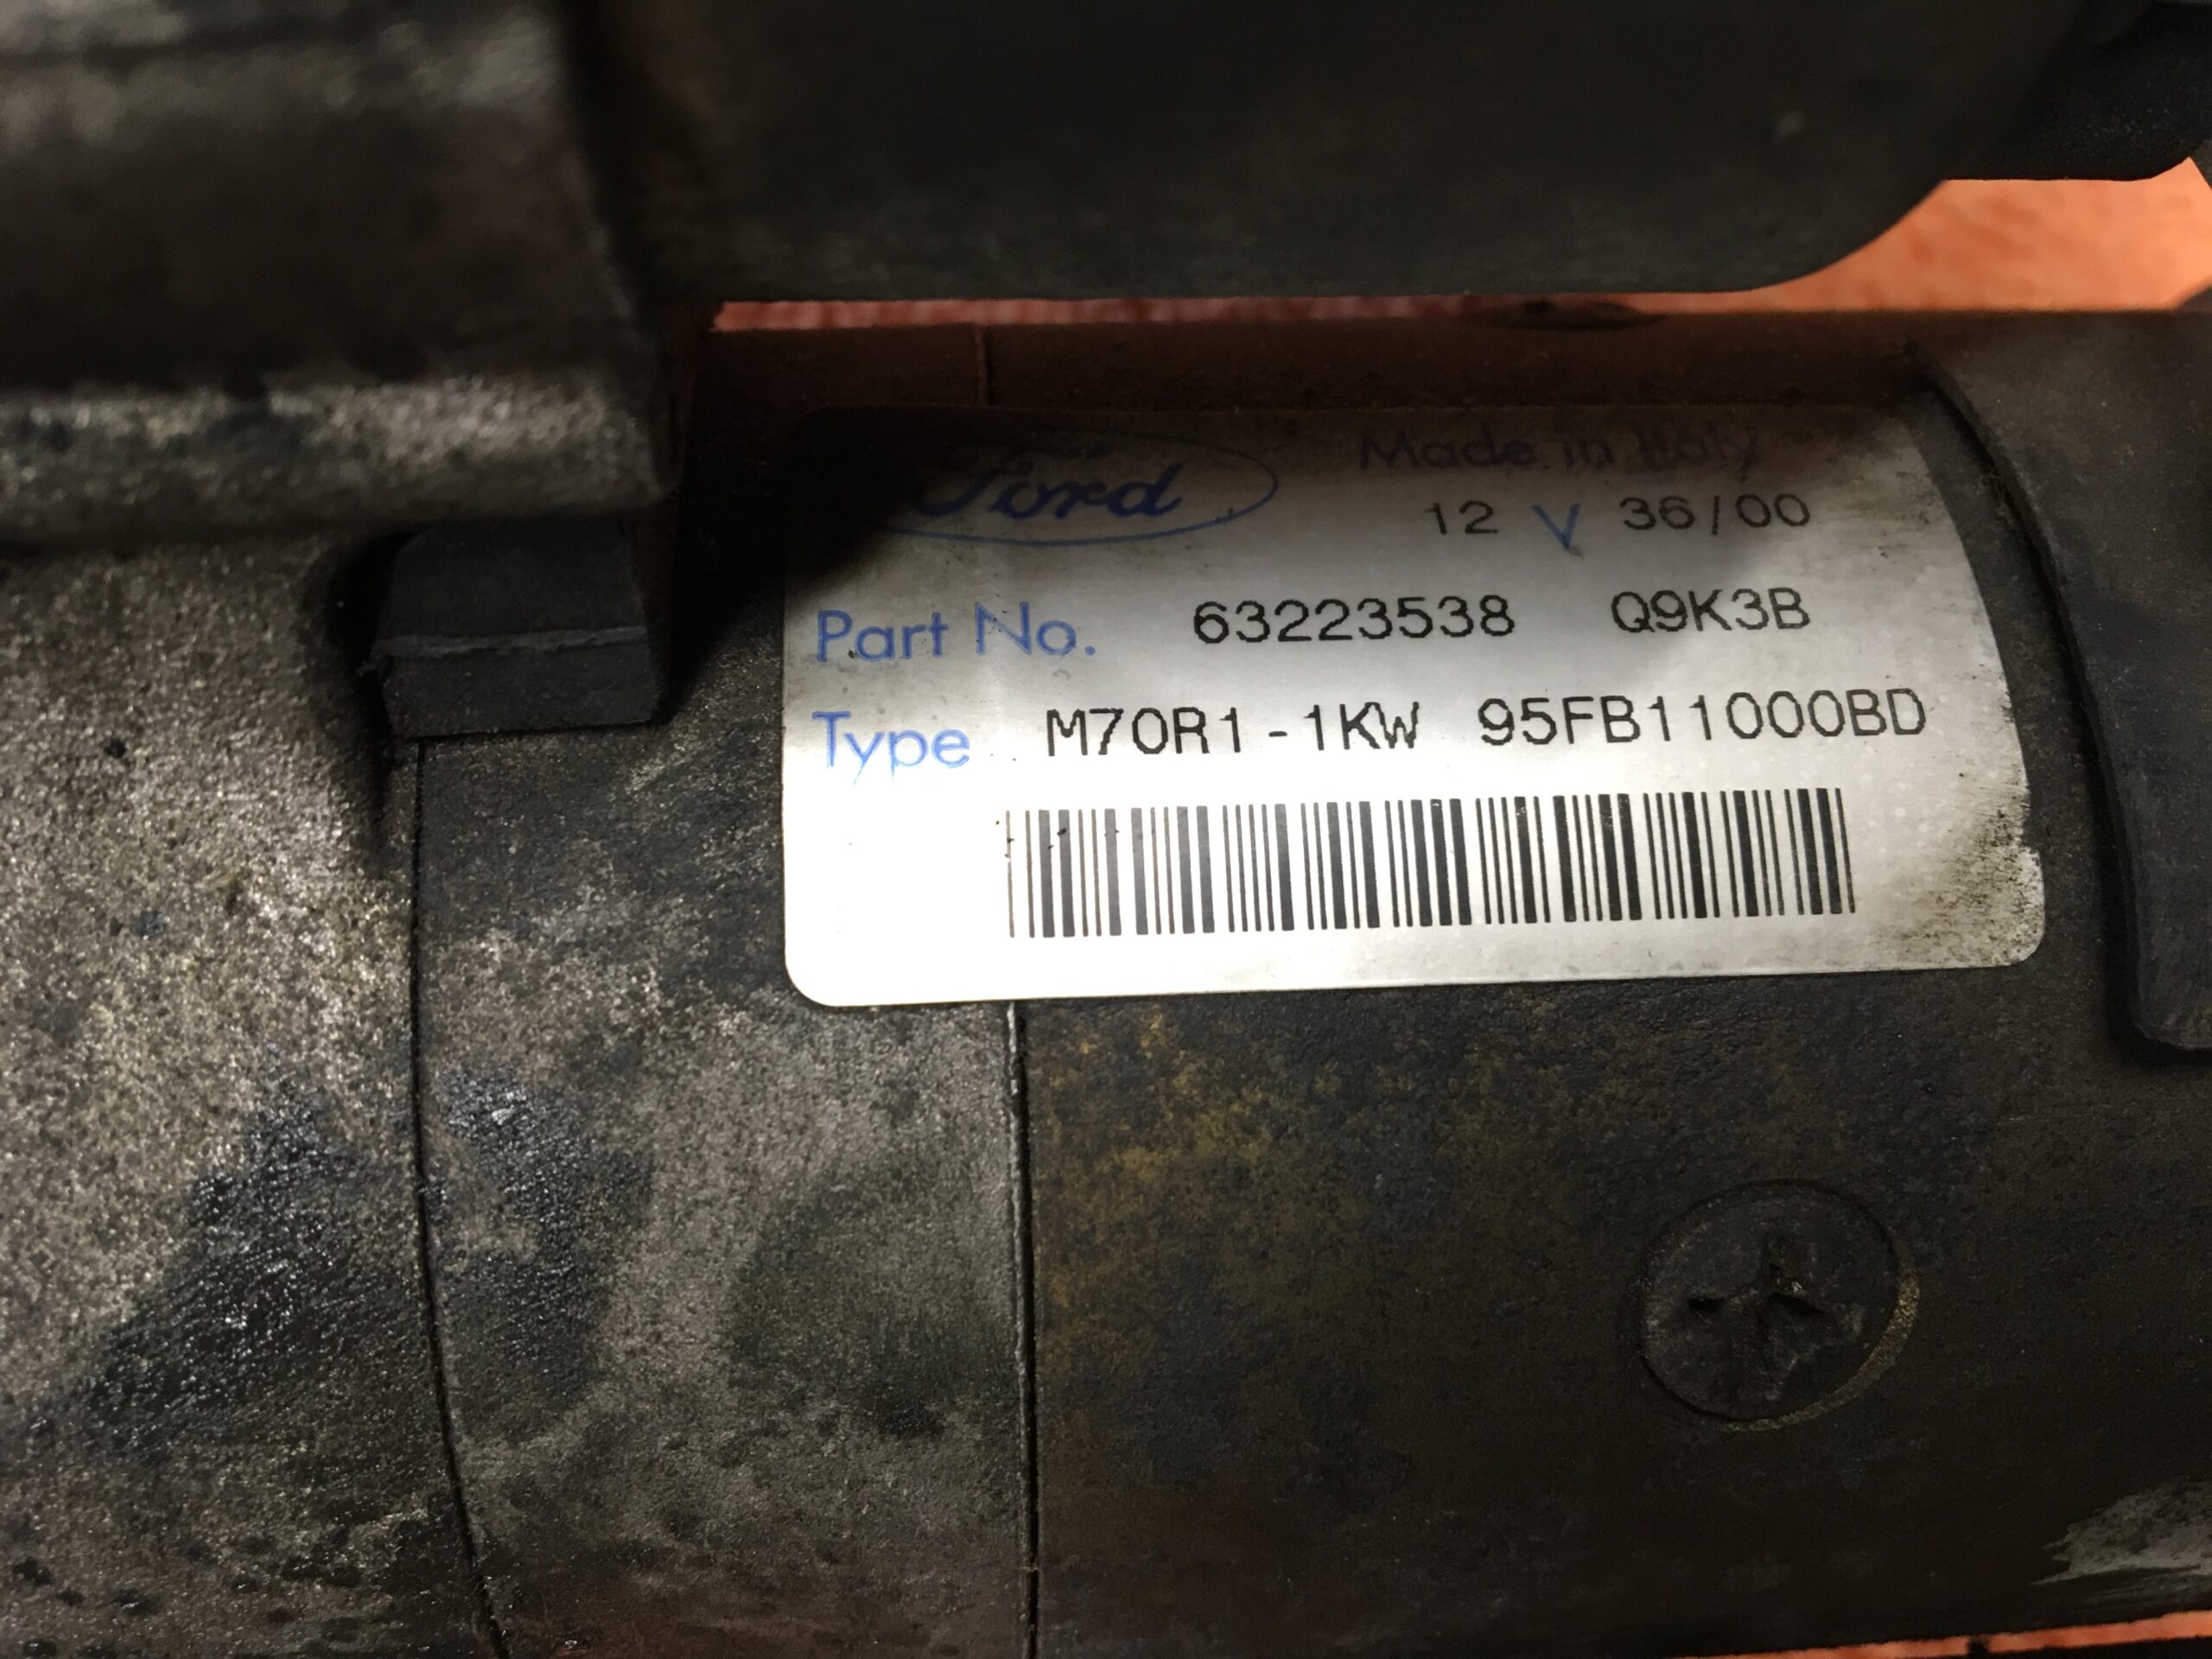 Ford Made in Italy
12 V 36/00
Part No. 63223538 Q9K3B
Type M70R1-1KW 95FB11000BD